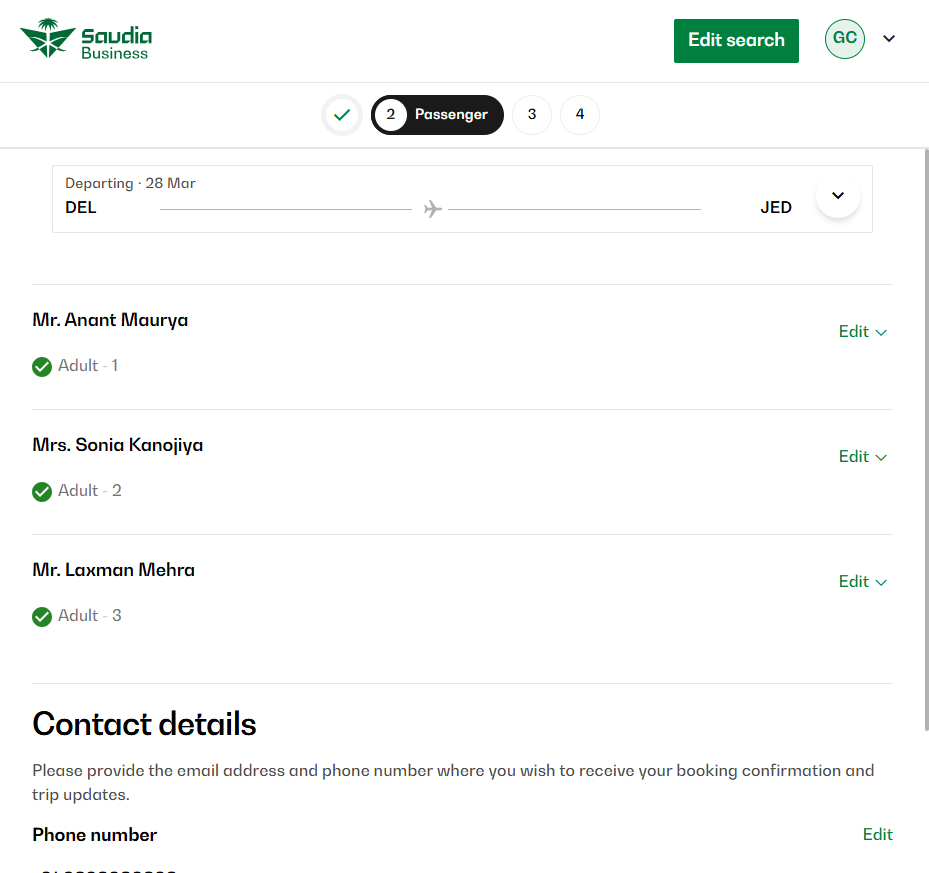 Saudia
Business
Edit search
GC
2 Passenger 3 4
Departing · 28 Mar
DEL JED
Mr. Anant Maurya
Edit
Adult - 1
Mrs. Sonia Kanojiya
Edit
Adult - 2
Mr. Laxman Mehra
Edit
Adult - 3
Contact details
Please provide the email address and phone number where you wish to receive your booking confirmation and
trip updates.
Phone number Edit